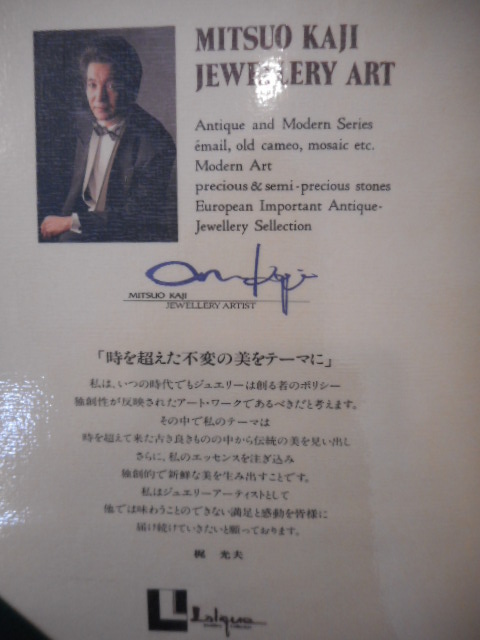 MITSUO KAJI
JEWELLERY ART
Antique and Modern Series
émail, old cameo, mosaic etc.
Modern Art
precious & semi-precious stones
European Important Antique-
Jewellery Sellection
MITSUO KAJI
JEWELLERY ARTIST
「時を超えた不変の美をテーマに」
私は、いつの時代でもジュエリーは創る者のポリシー
独創性が反映されたアート・ワークであるべきだと考えます。
その中で私のテーマは
時を超えて来た古き良きものの中から伝統の美を見い出し
さらに、私のエッセンスを注ぎ込み
独創的で新鮮な美を生み出すことです。
私はジュエリーアーティストとして
他では味わうことのできない満足と感動を皆様に
届け続けていきたいと願っております。
梶 光夫